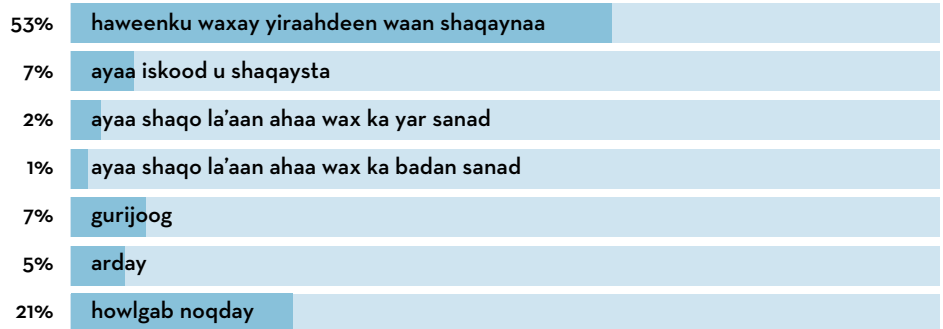 53% haweenku waxay yiraahdeen waan shaqaynaa
7% ayaa iskood u shaqaysta
2% ayaa shaqo la’aan ahaa wax ka yar sanad
1% ayaa shaqo la’aan ahaa wax ka badan sanad
7% gurijoog
5% arday
21% howlgab noqday